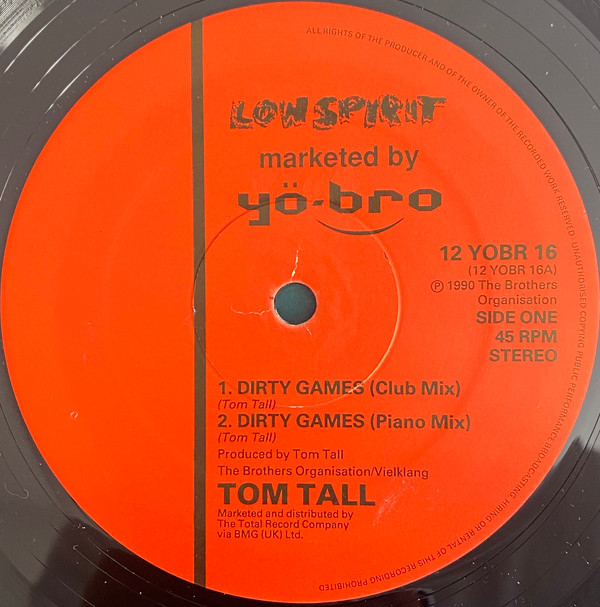 ALL RIGHTS OF THE PRODUCER AND OF THE OWNER OF THE RECORDED WORK RESERVED · UNAUTHORISED COPYING PUBLIC PERFORMANCE BROADCASTING HIRING OR RENTAL OF THIS RECORDING PROHIBITED
LOW SPIRIT
marketed by
yö-bro
12 YOBR 16
(12 YOBR 16A)
℗ 1990 The Brothers
Organisation
SIDE ONE
45 RPM
STEREO
1. DIRTY GAMES (Club Mix)
(Tom Tall)
2. DIRTY GAMES (Piano Mix)
(Tom Tall)
Produced by Tom Tall
The Brothers Organisation/Vielklang
TOM TALL
Marketed and distributed by
The Total Record Company
via BMG (UK) Ltd.